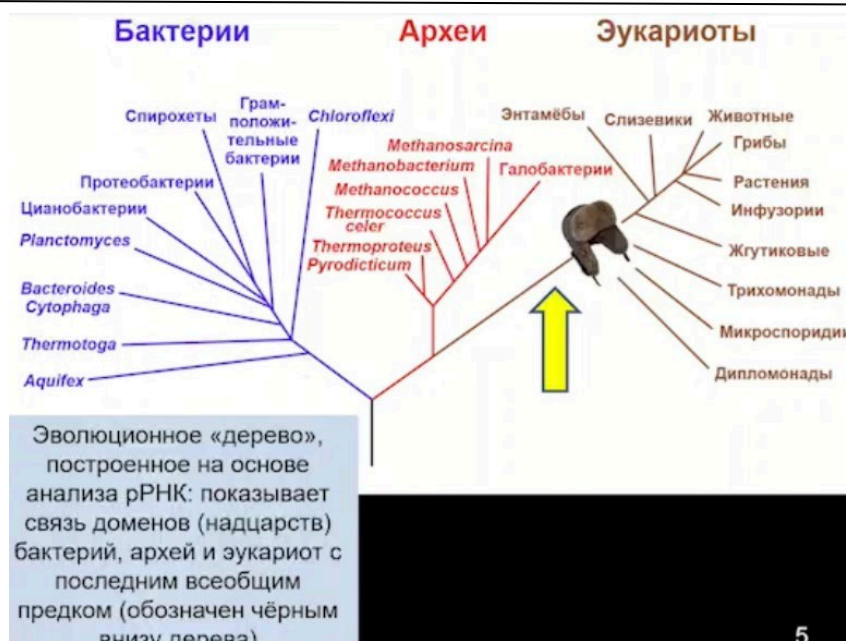 Бактерии
Археи
Эукариоты
Спирохеты
Грам-
положи-
тельные
бактерии
Chloroflexi
Протеобактерии
Цианобактерии
Planctomyces
Bacteroides
Cytophaga
Thermotoga
Aquifex
Methanosarcina
Methanobacterium
Галобактерии
Methanococcus
Thermococcus
celer
Thermoproteus
Pyrodicticum
Энтамёбы
Слизевики
Животные
Грибы
Растения
Инфузории
Жгутиковые
Трихомонады
Микроспоридии
Дипломонады
Эволюционное «дерево»,
построенное на основе
анализа рРНК: показывает
связь доменов (надцарств)
бактерий, архей и эукариот с
последним всеобщим
предком (обозначен чёрным
внизу дерева)
5